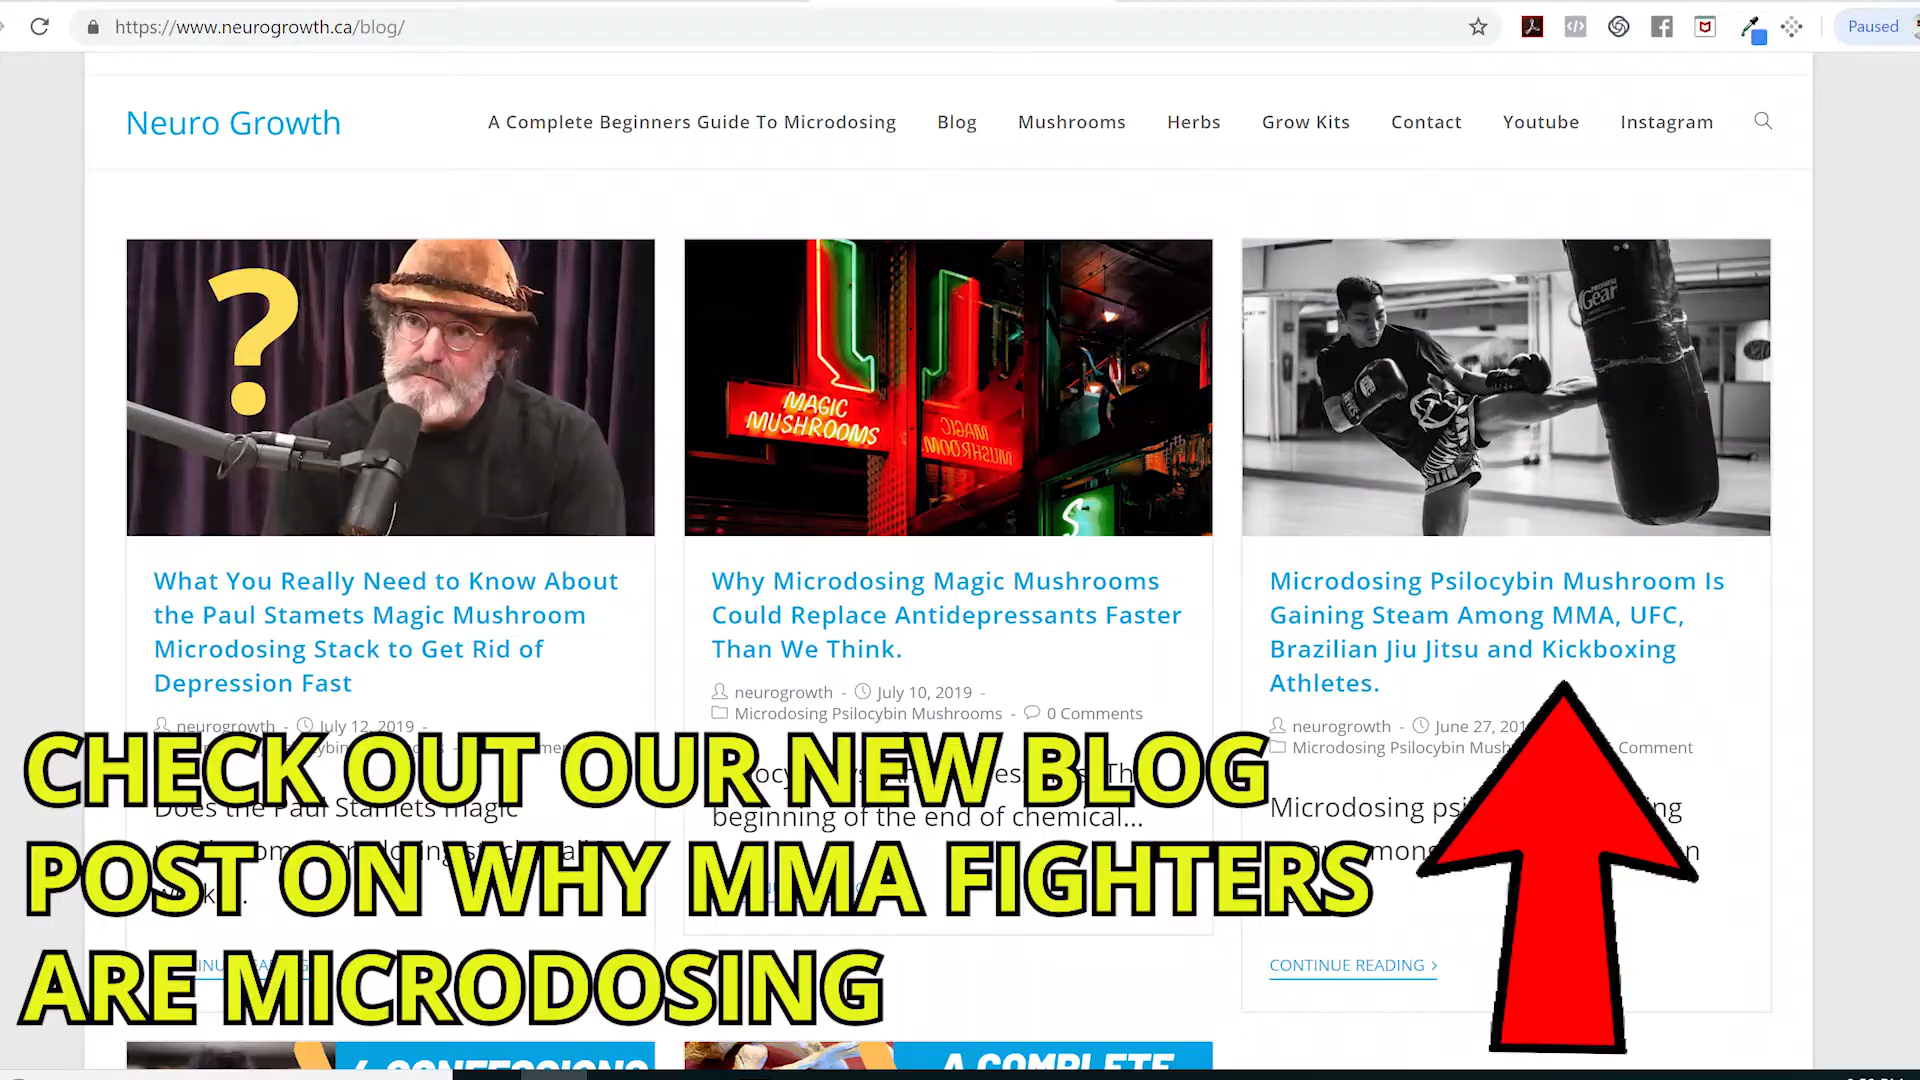 https://www.neurogrowth.ca/blog/
Paused
Neuro Growth
A Complete Beginners Guide To Microdosing
Blog
Mushrooms
Herbs
Grow Kits
Contact
Youtube
Instagram
?
MAGIC
MUSHROOMS
PROMISE
Gear
What You Really Need to Know About
the Paul Stamets Magic Mushroom
Microdosing Stack to Get Rid of
Depression Fast
neurogrowth - July 12, 2019 -
Does the Paul Stamets magic
Why Microdosing Magic Mushrooms
Could Replace Antidepressants Faster
Than We Think.
neurogrowth - July 10, 2019 -
Microdosing Psilocybin Mushrooms - 0 Comments
beginning of the end of chemical...
Microdosing Psilocybin Mushroom Is
Gaining Steam Among MMA, UFC,
Brazilian Jiu Jitsu and Kickboxing
Athletes.
neurogrowth - June 27,
Microdosing Psilocybin Comment
Microdosing
CONTINUE READING >
CHECK OUT OUR NEW BLOG
POST ON WHY MMA FIGHTERS
ARE MICRODOSING
CONFESSIONS
A COMPLETE